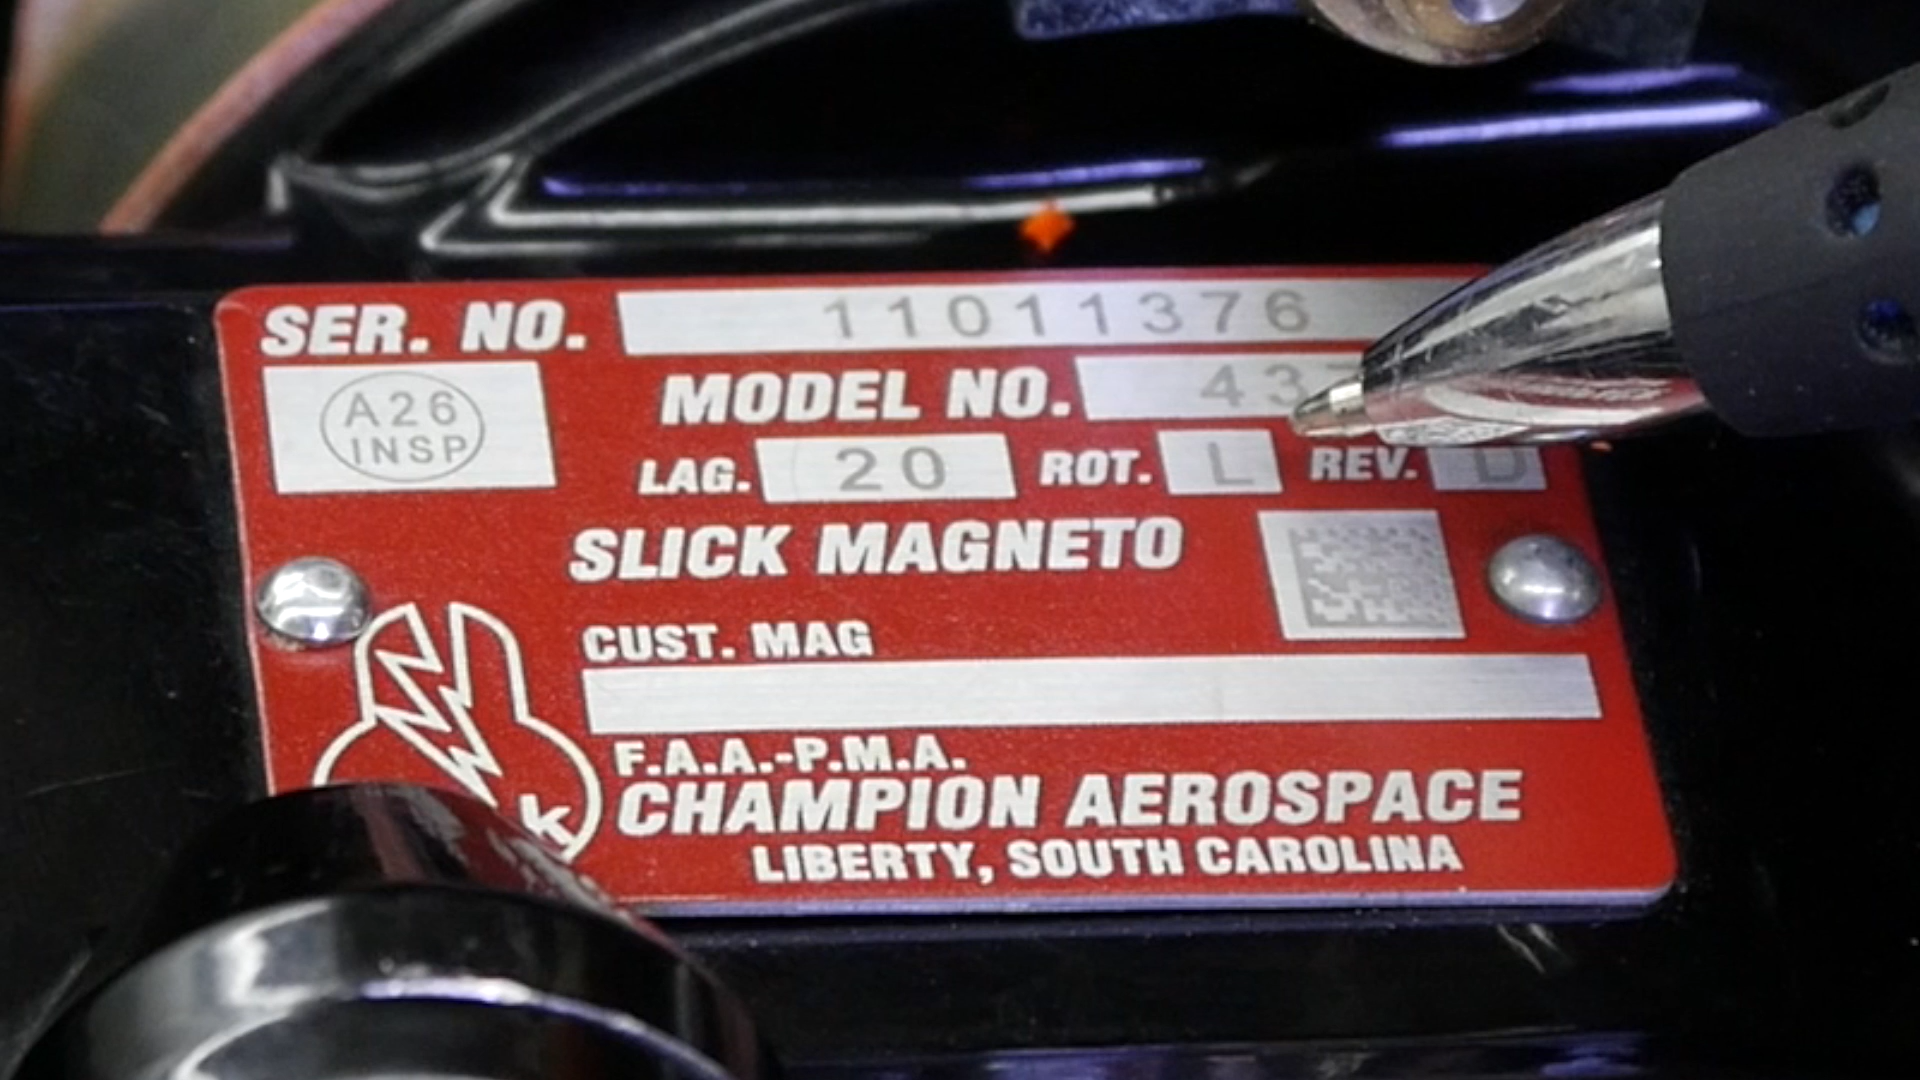 SER. NO. 11011376
A26
INSP
MODEL NO.
LAG. 20 ROT. L REV. D
SLICK MAGNETO
CUST. MAG
F.A.A.-P.M.A.
k
CHAMPION AEROSPACE
LIBERTY, SOUTH CAROLINA